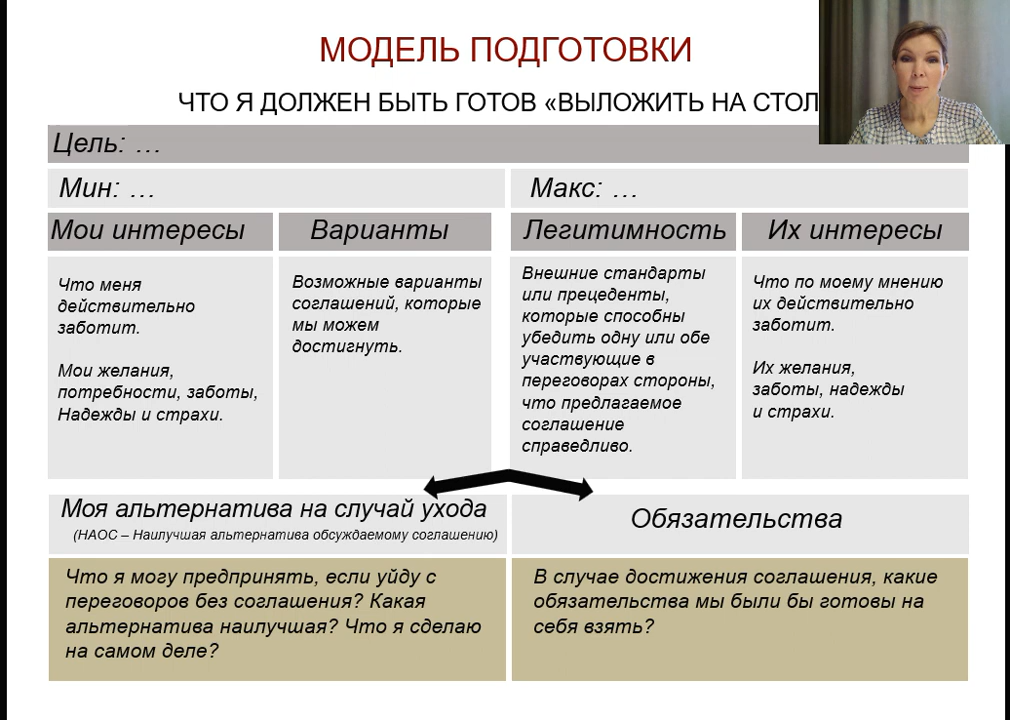 МОДЕЛЬ ПОДГОТОВКИ
ЧТО Я ДОЛЖЕН БЫТЬ ГОТОВ «ВЫЛОЖИТЬ НА СТОЛ
Цель: …
Мин: …
Макс: …
Мои интересы
Варианты
Легитимность
Их интересы
Что меня
действительно
заботит.
Мои желания,
потребности, заботы,
Надежды и страхи.
Возможные варианты
соглашений, которые
мы можем
достигнуть.
Внешние стандарты
или прецеденты,
которые способны
убедить одну или обе
участвующие в
переговорах стороны,
что предлагаемое
соглашение
справедливо.
Что по моему мнению
их действительно
заботит.
Их желания,
заботы, надежды
и страхи.
Моя альтернатива на случай ухода
(НАОС – Наилучшая альтернатива обсуждаемому соглашению)
Обязательства
Что я могу предпринять, если уйду с
переговоров без соглашения? Какая
альтернатива наилучшая? Что я сделаю
на самом деле?
В случае достижения соглашения, какие
обязательства мы были бы готовы на
себя взять?